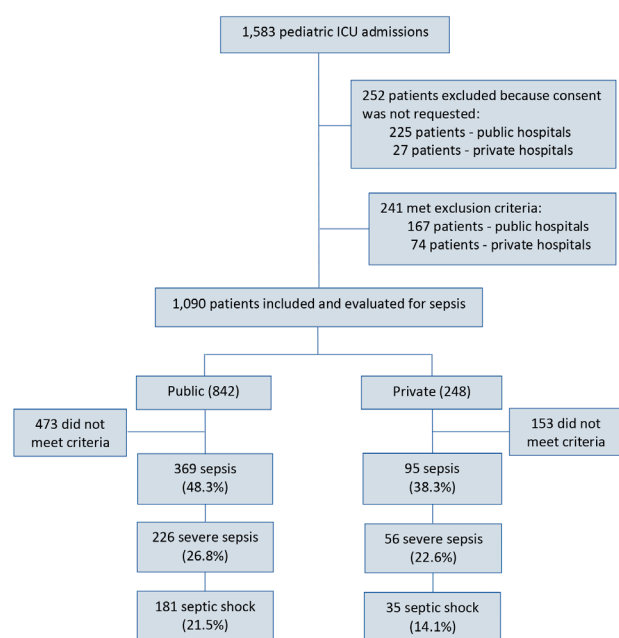 1,583 pediatric ICU admissions
252 patients excluded because consent
was not requested:
225 patients - public hospitals
27 patients - private hospitals
241 met exclusion criteria:
167 patients - public hospitals
74 patients - private hospitals
1,090 patients included and evaluated for sepsis
Public (842)
Private (248)
473 did not
meet criteria
153 did not
meet criteria
369 sepsis
(48.3%)
95 sepsis
(38.3%)
226 severe sepsis
(26.8%)
56 severe sepsis
(22.6%)
181 septic shock
(21.5%)
35 septic shock
(14.1%)